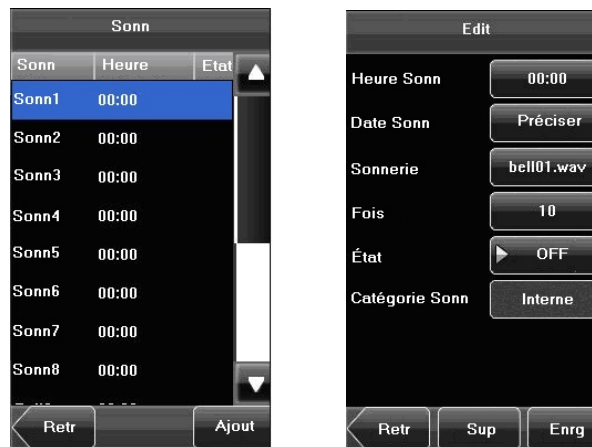 Sonn
Sonn Heure Etat
Sonn1 00:00
Sonn2 00:00
Sonn3 00:00
Sonn4 00:00
Sonn5 00:00
Sonn6 00:00
Sonn7 00:00
Sonn8 00:00
Retr Ajout
Edit
Heure Sonn 00:00
Date Sonn Préciser
Sonnerie bell01.wav
Fois 10
État OFF
Catégorie Sonn Interne
Retr Sup Enrg